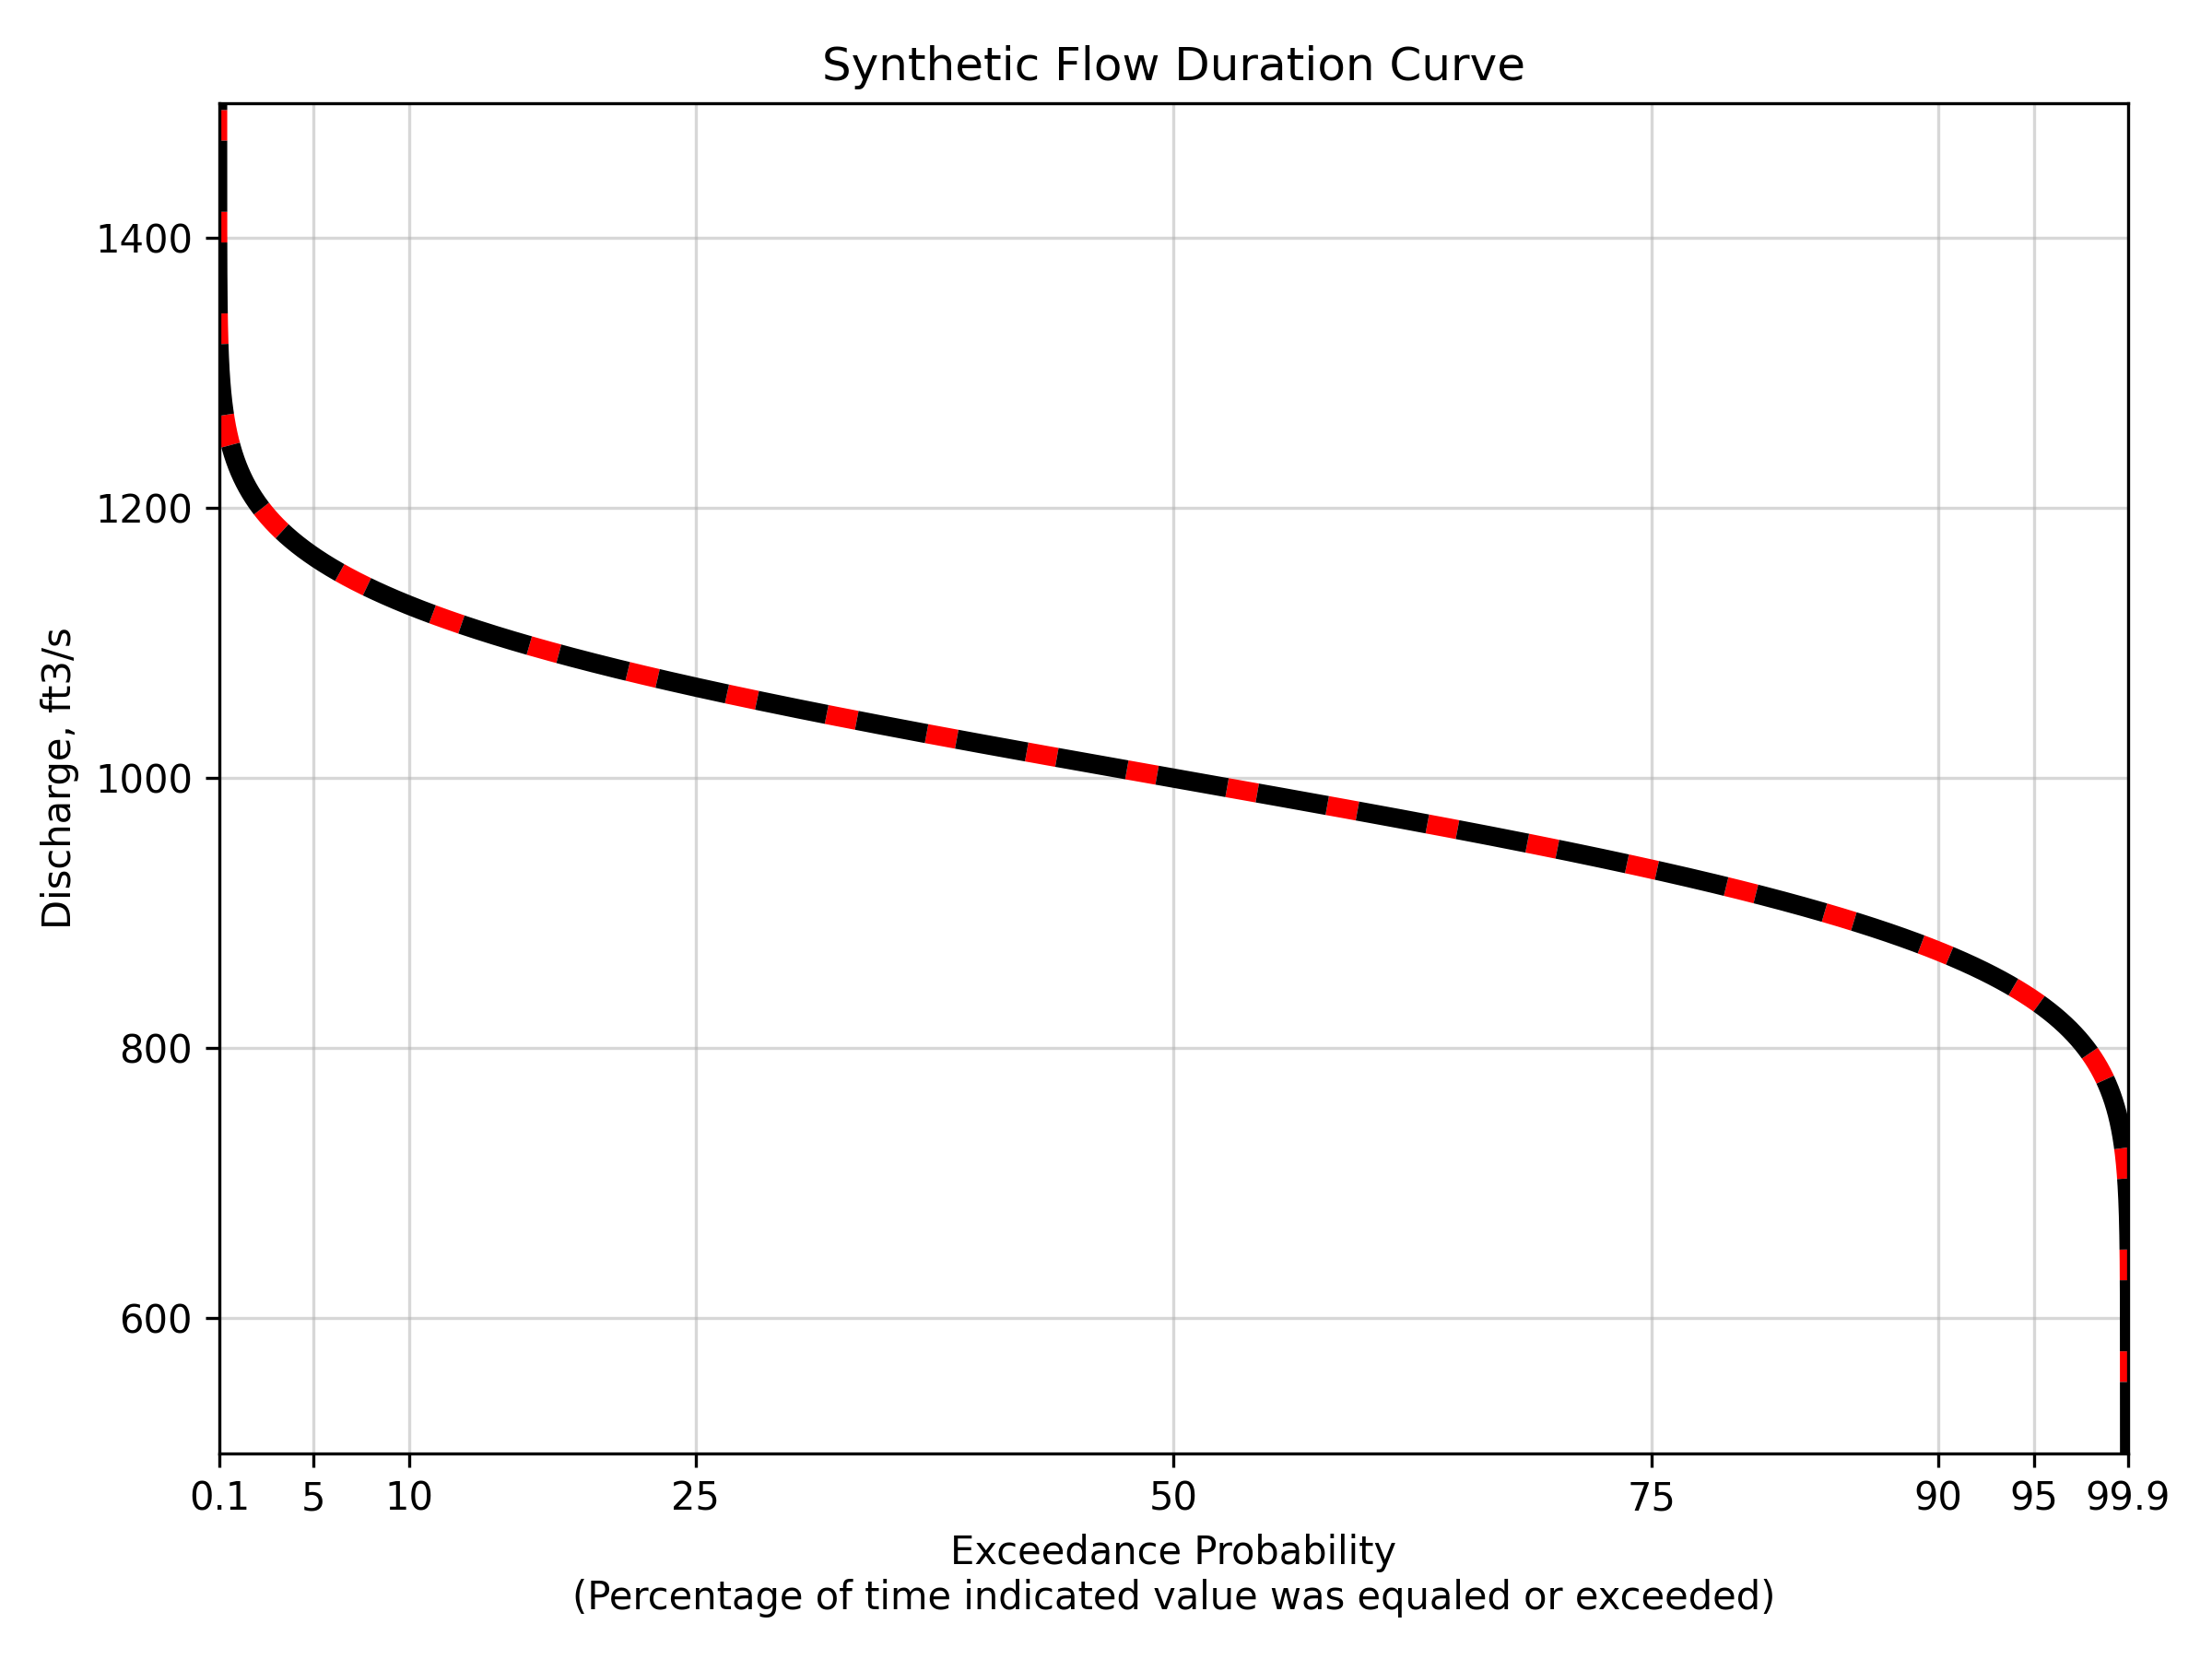 Synthetic Flow Duration Curve
Discharge, ft3/s
1400
1200
1000
800
600
0.1 5 10 25 50 75 90 95 99.9
Exceedance Probability
(Percentage of time indicated value was equaled or exceeded)